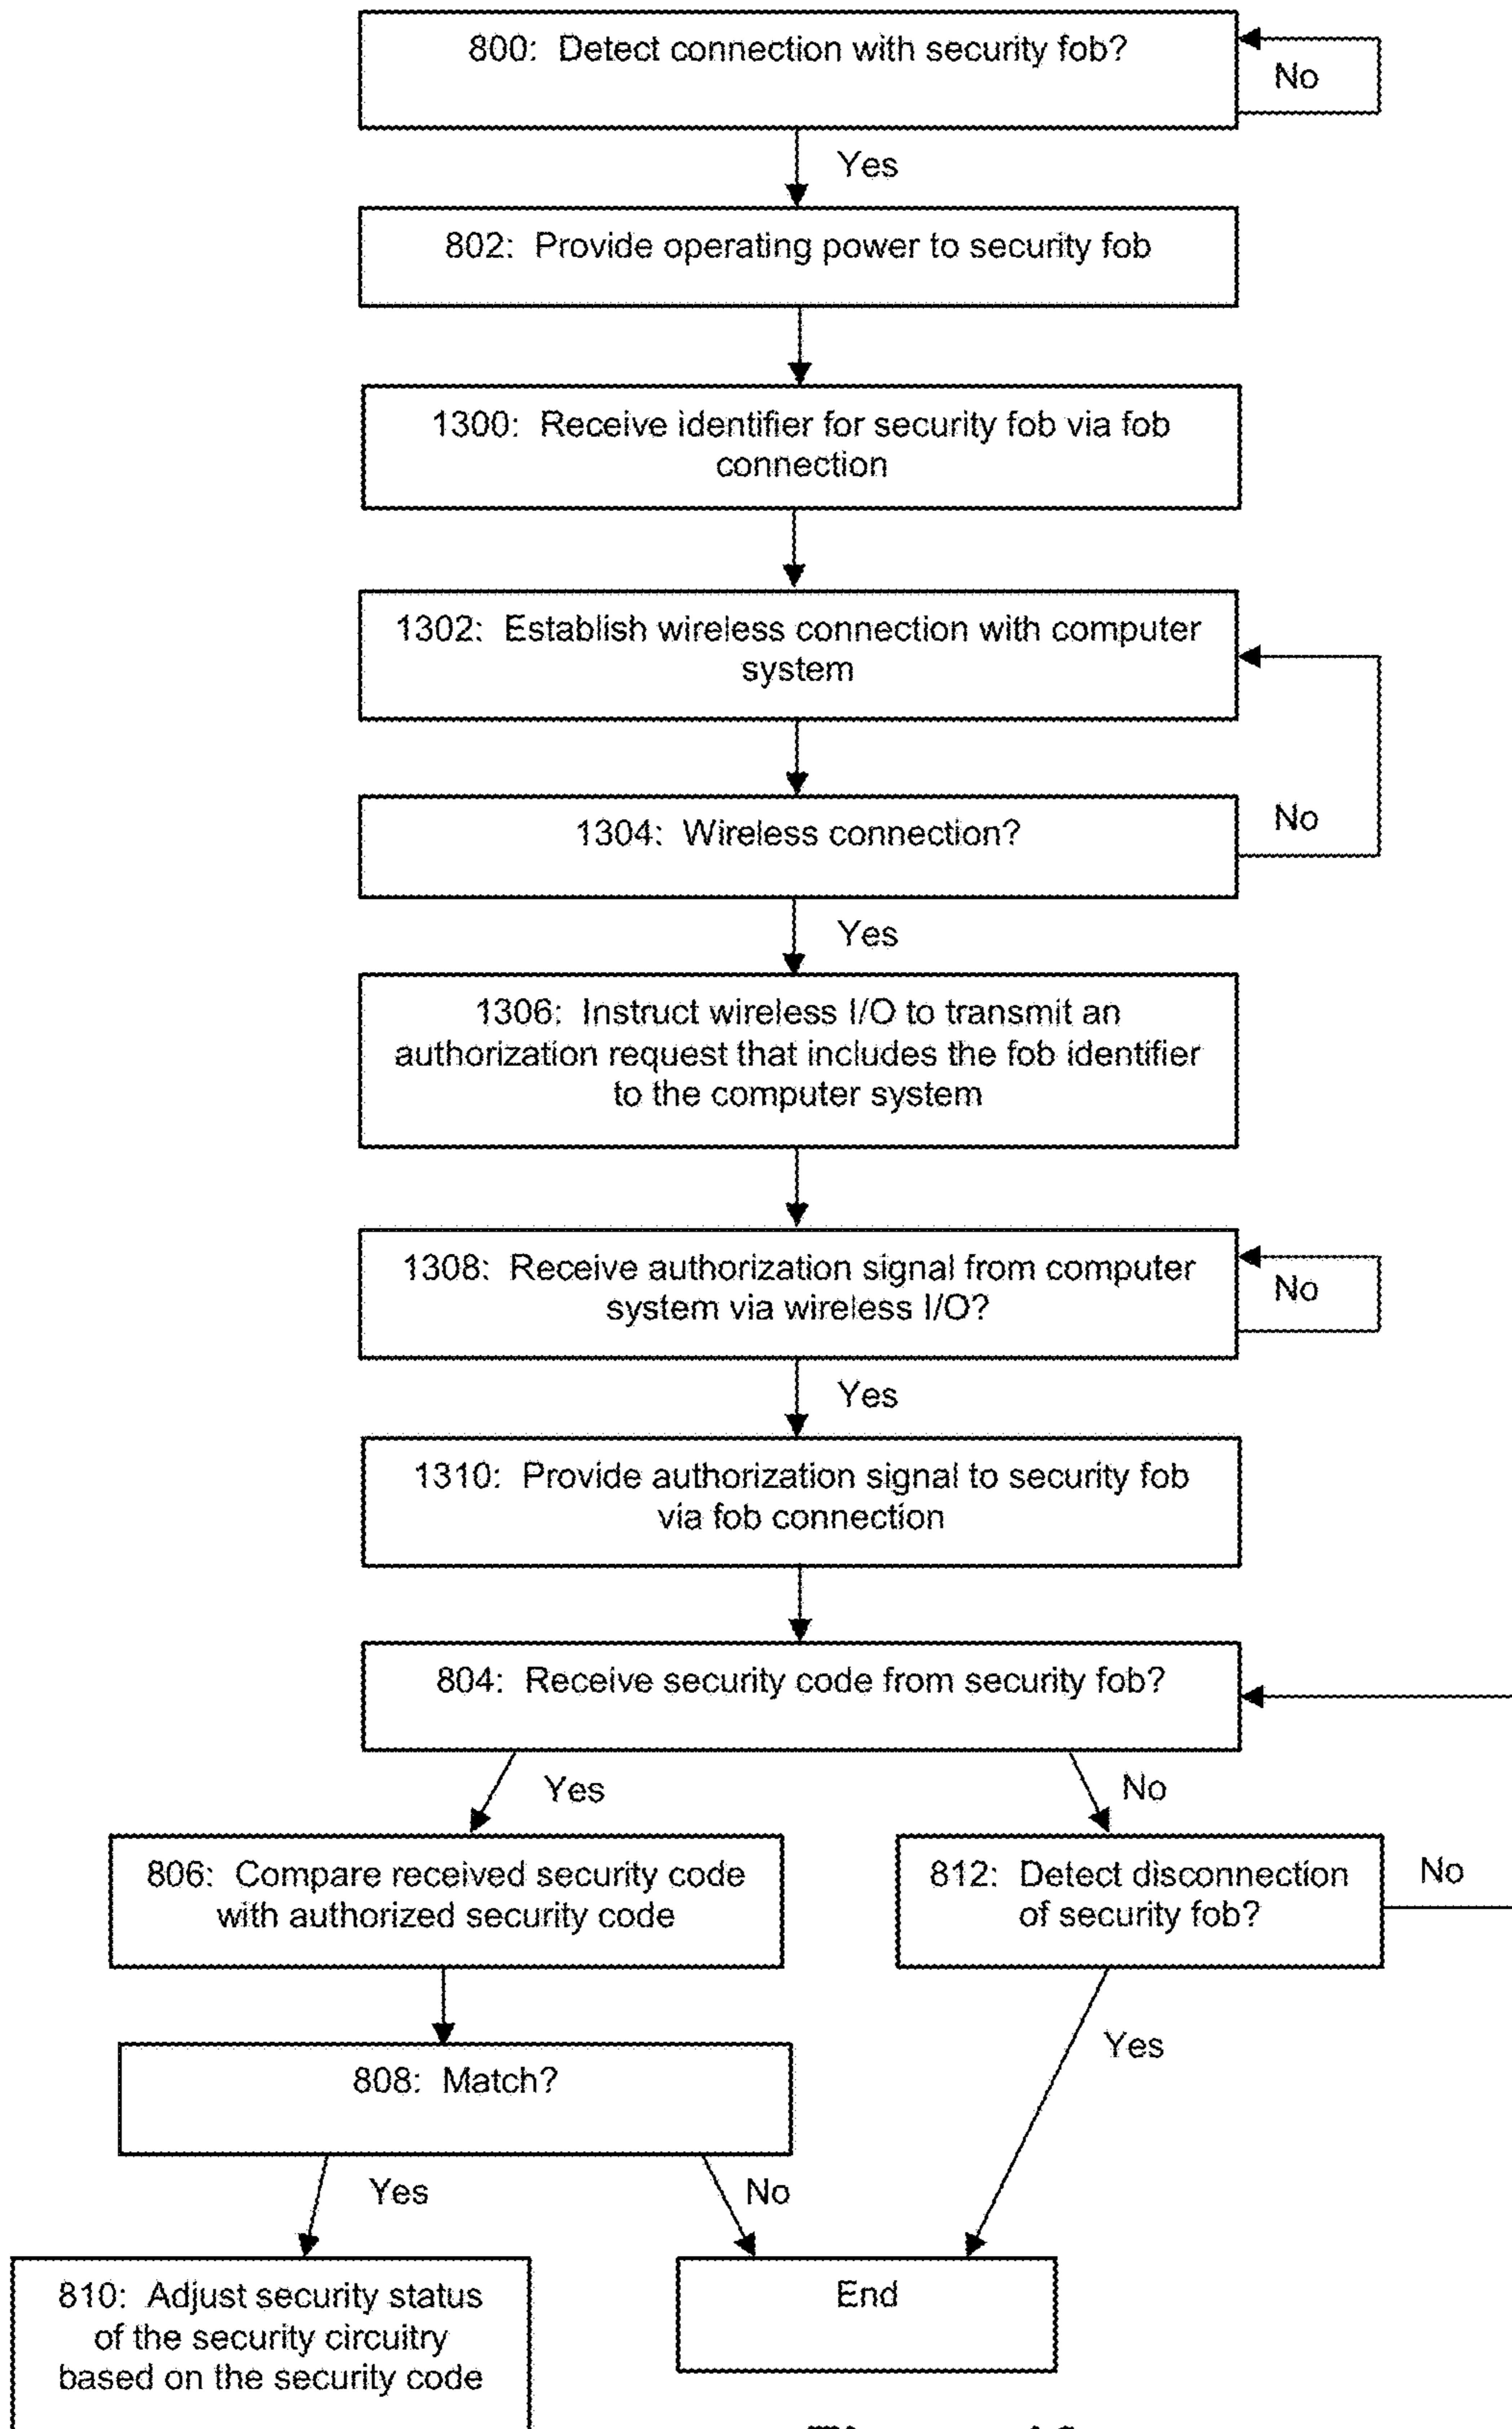 800: Detect connection with security fob?
No
Yes
802: Provide operating power to security fob
1300: Receive identifier for security fob via fob
connection
1302: Establish wireless connection with computer
system
1304: Wireless connection?
No
Yes
1306: Instruct wireless I/O to transmit an
authorization request that includes the fob identifier
to the computer system
1308: Receive authorization signal from computer
system via wireless I/O?
No
Yes
1310: Provide authorization signal to security fob
via fob connection
804: Receive security code from security fob?
Yes
No
806: Compare received security code
with authorized security code
812: Detect disconnection
of security fob?
No
Yes
808: Match?
Yes
No
810: Adjust security status
of the security circuitry
based on the security code
End